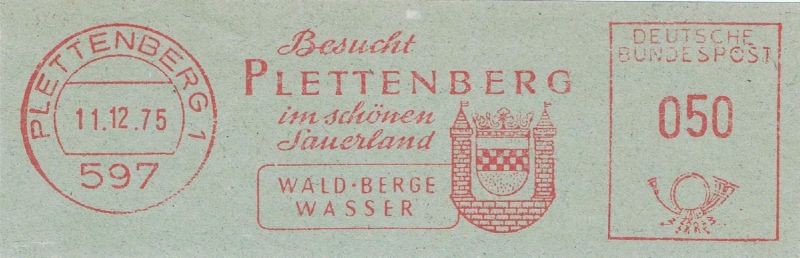 PLETTENBERG 1
11.12.75
597
Besucht
PLETTENBERG
im schönen
Sauerland
WALD·BERGE
WASSER
DEUTSCHE
BUNDESPOST
050